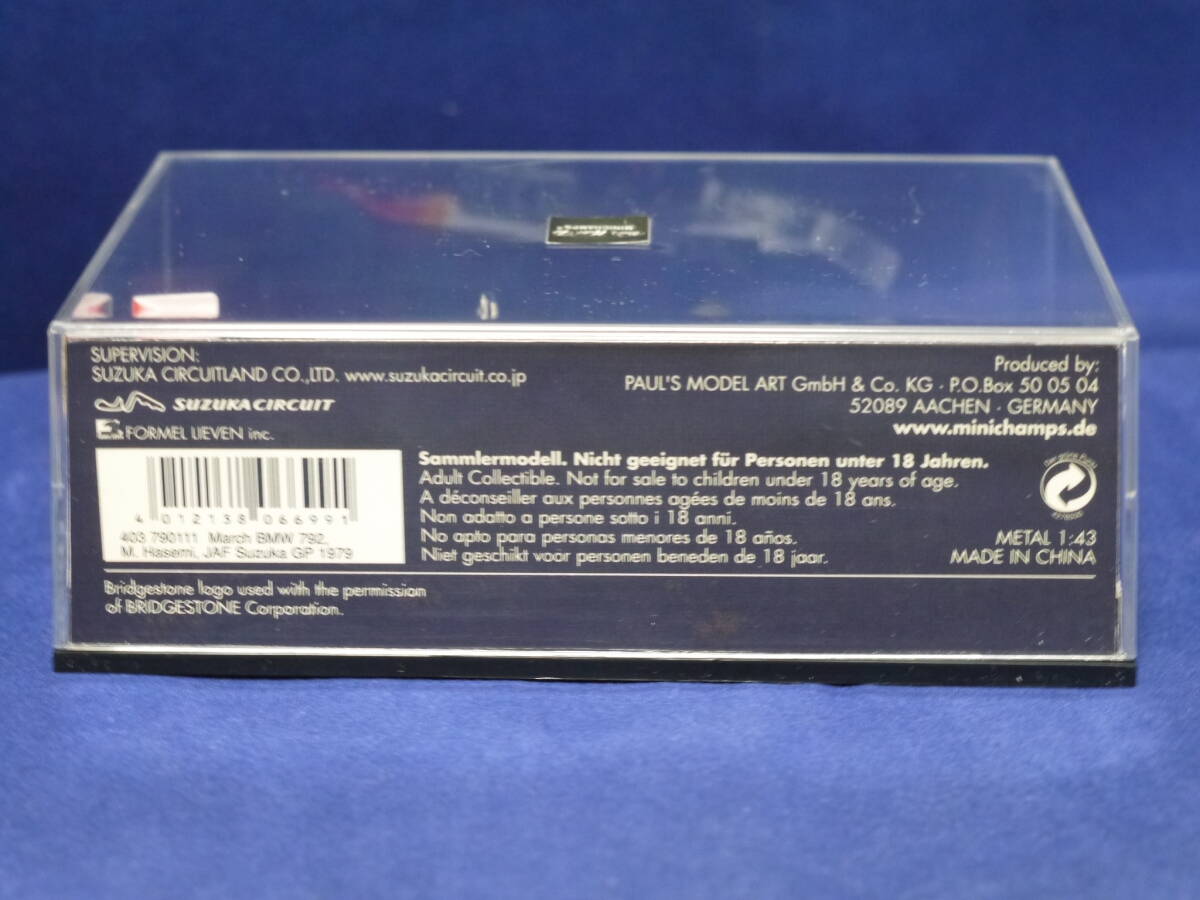 MINICHAMPS®
SUPERVISION:
SUZUKA CIRCUITLAND CO.,LTD. www.suzukacircuit.co.jp
SUZUKA CIRCUIT
FORMEL LIEVEN inc.
Produced by:
PAUL'S MODEL ART GmbH & Co. KG · P.O.Box 50 05 04
52089 AACHEN · GERMANY
www.minichamps.de
4 012138 066991
403 790111 March BMW 792,
M. Hasemi, JAF Suzuka GP 1979
Sammlermodell. Nicht geeignet für Personen unter 18 Jahren.
Adult Collectible. Not for sale to children under 18 years of age.
A déconseiller aux personnes agées de moins de 18 ans.
Non adatto a persone sotto i 18 anni.
No apto para personas menores de 18 años.
Niet geschikt voor personen beneden de 18 jaar.
Der grüne Punkt
METAL 1:43
MADE IN CHINA
Bridgestone logo used with the permission
of BRIDGESTONE Corporation.